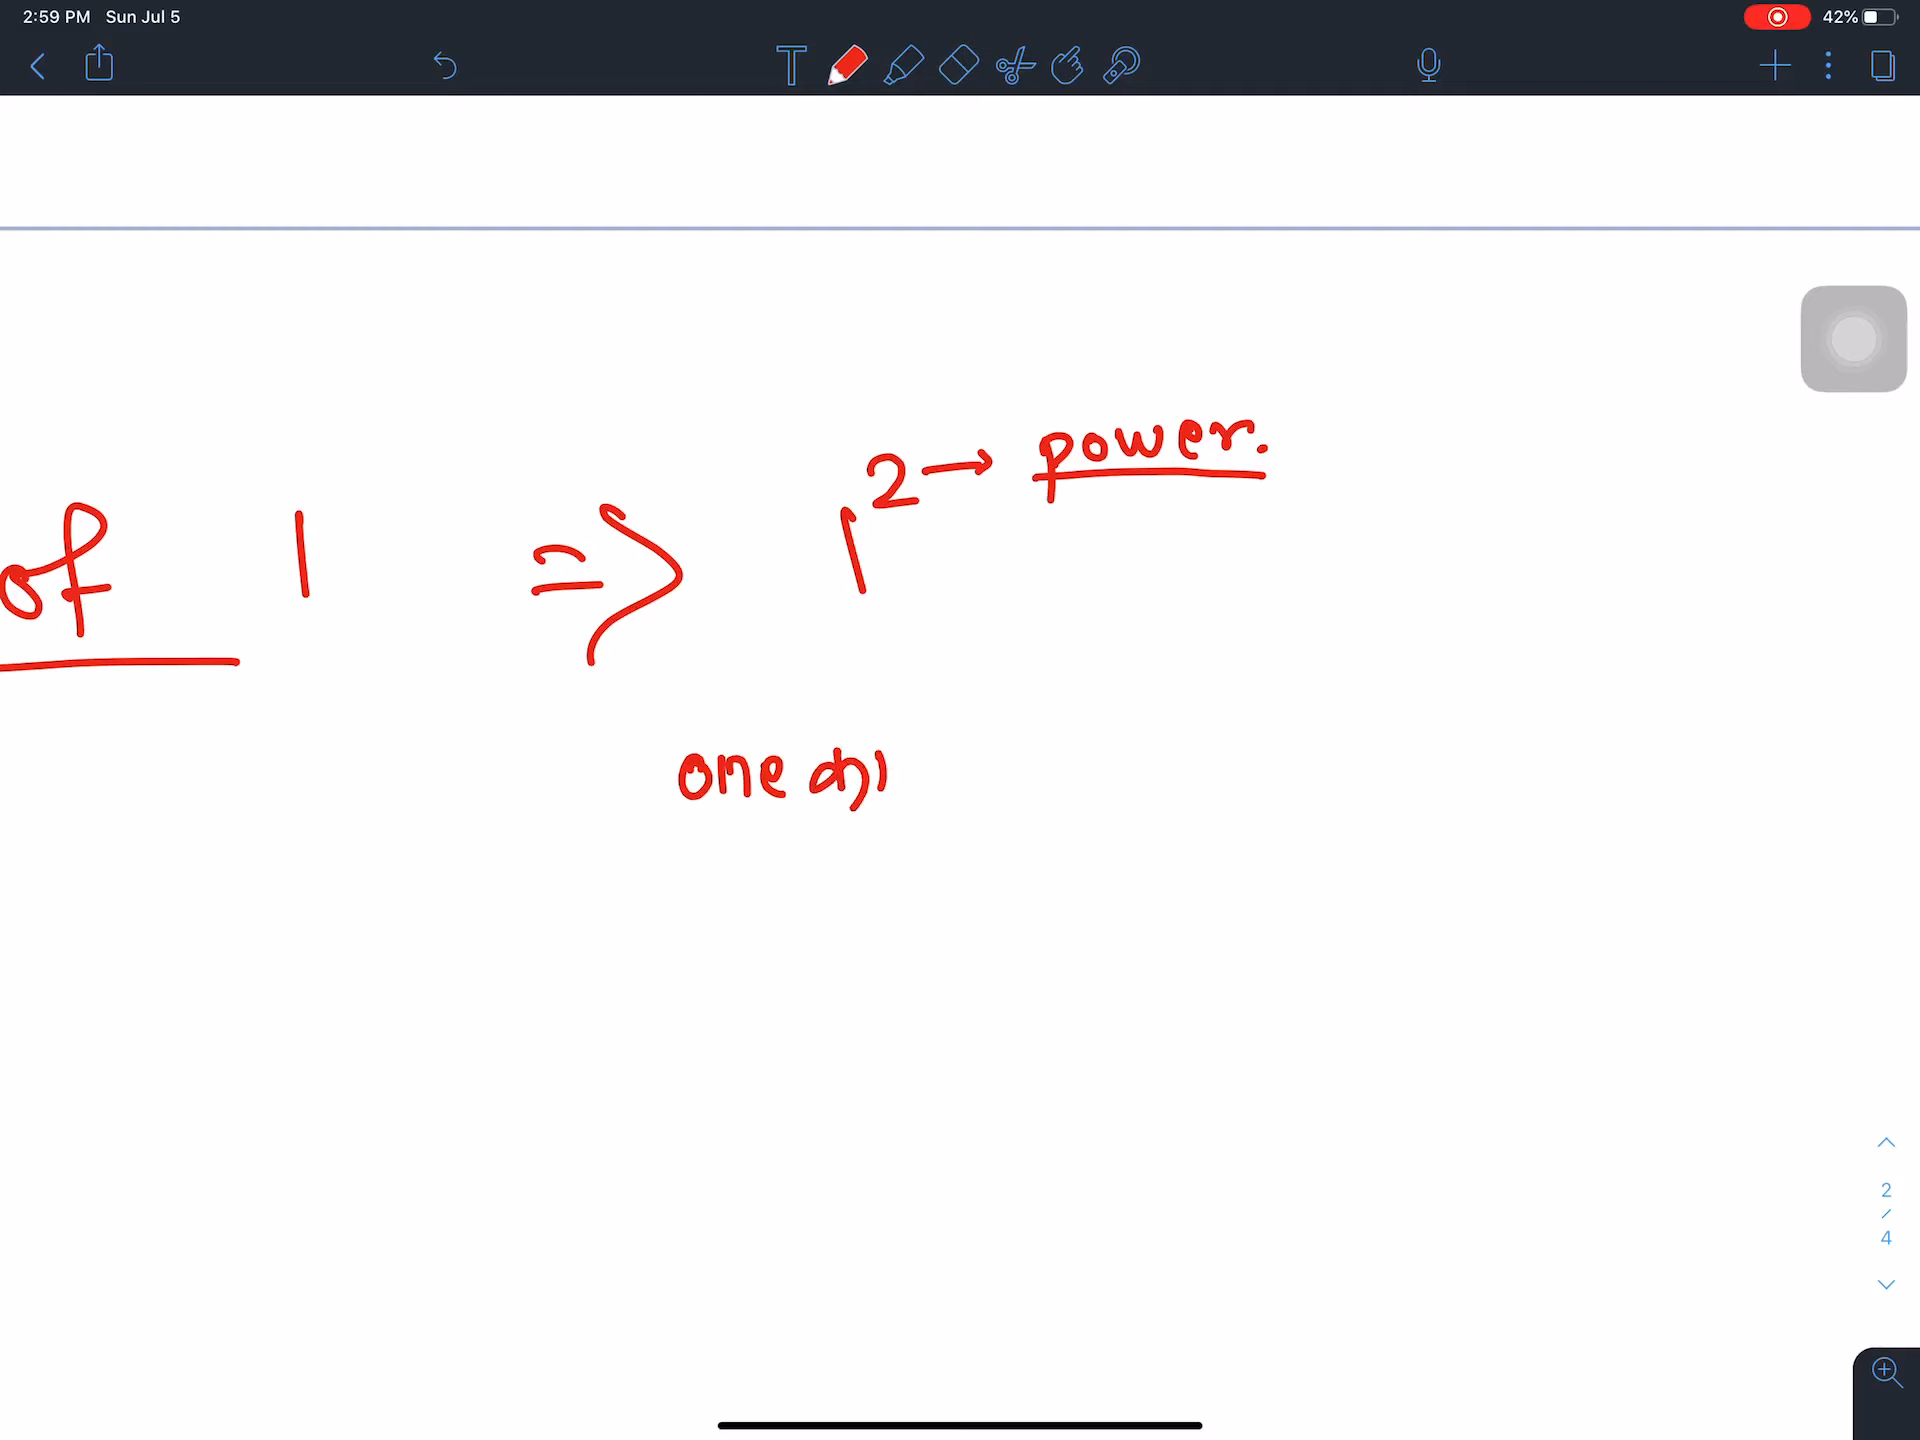 2:59 PM Sun Jul 5
42%
T
2 → power.
of 1 => 1
one का
2
/
4